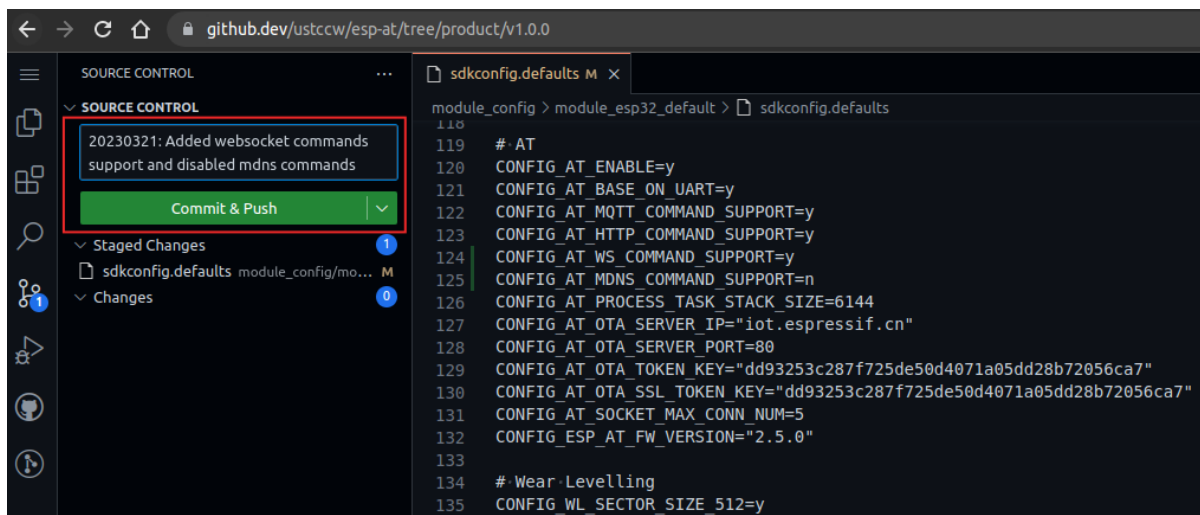 github.dev/ustccw/esp-at/tree/product/v1.0.0
SOURCE CONTROL
SOURCE CONTROL
20230321: Added websocket commands
support and disabled mdns commands
Commit & Push
Staged Changes 1
sdkconfig.defaults module_config/mo... M
Changes 0
1
sdkconfig.defaults M
module_config > module_esp32_default > sdkconfig.defaults
118
119 # AT
120 CONFIG_AT_ENABLE=y
121 CONFIG_AT_BASE_ON_UART=y
122 CONFIG_AT_MQTT_COMMAND_SUPPORT=y
123 CONFIG_AT_HTTP_COMMAND_SUPPORT=y
124 CONFIG_AT_WS_COMMAND_SUPPORT=y
125 CONFIG_AT_MDNS_COMMAND_SUPPORT=n
126 CONFIG_AT_PROCESS_TASK_STACK_SIZE=6144
127 CONFIG_AT_OTA_SERVER_IP="iot.espressif.cn"
128 CONFIG_AT_OTA_SERVER_PORT=80
129 CONFIG_AT_OTA_TOKEN_KEY="dd93253c287f725de50d4071a05dd28b72056ca7"
130 CONFIG_AT_OTA_SSL_TOKEN_KEY="dd93253c287f725de50d4071a05dd28b72056ca7"
131 CONFIG_AT_SOCKET_MAX_CONN_NUM=5
132 CONFIG_ESP_AT_FW_VERSION="2.5.0"
133
134 # Wear Levelling
135 CONFIG_WL_SECTOR_SIZE_512=y